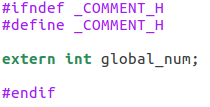 #ifndef _COMMENT_H
#define _COMMENT_H
extern int global_num;
#endif